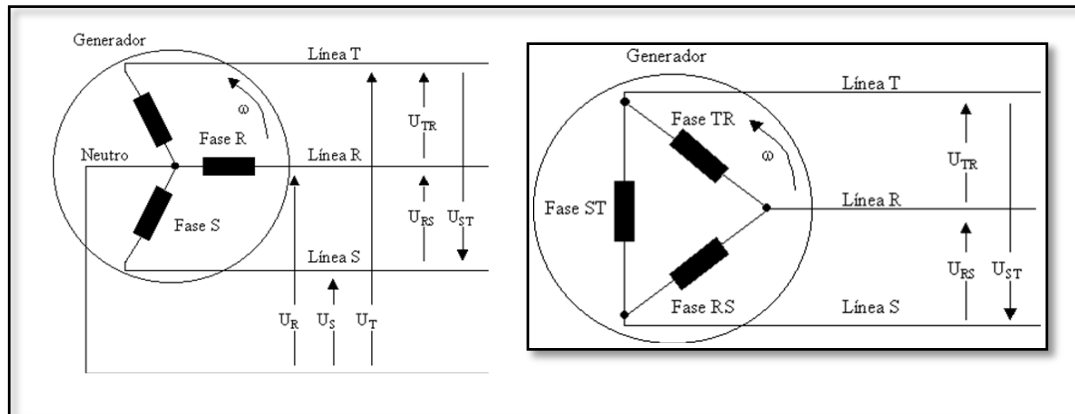 Generador
Línea T
ω
U_TR
Fase R
Neutro
Línea R
U_RS
U_ST
Fase S
Línea S
U_R
U_S
U_T
Generador
Línea T
Fase TR
ω
U_TR
Fase ST
Línea R
U_RS
U_ST
Fase RS
Línea S